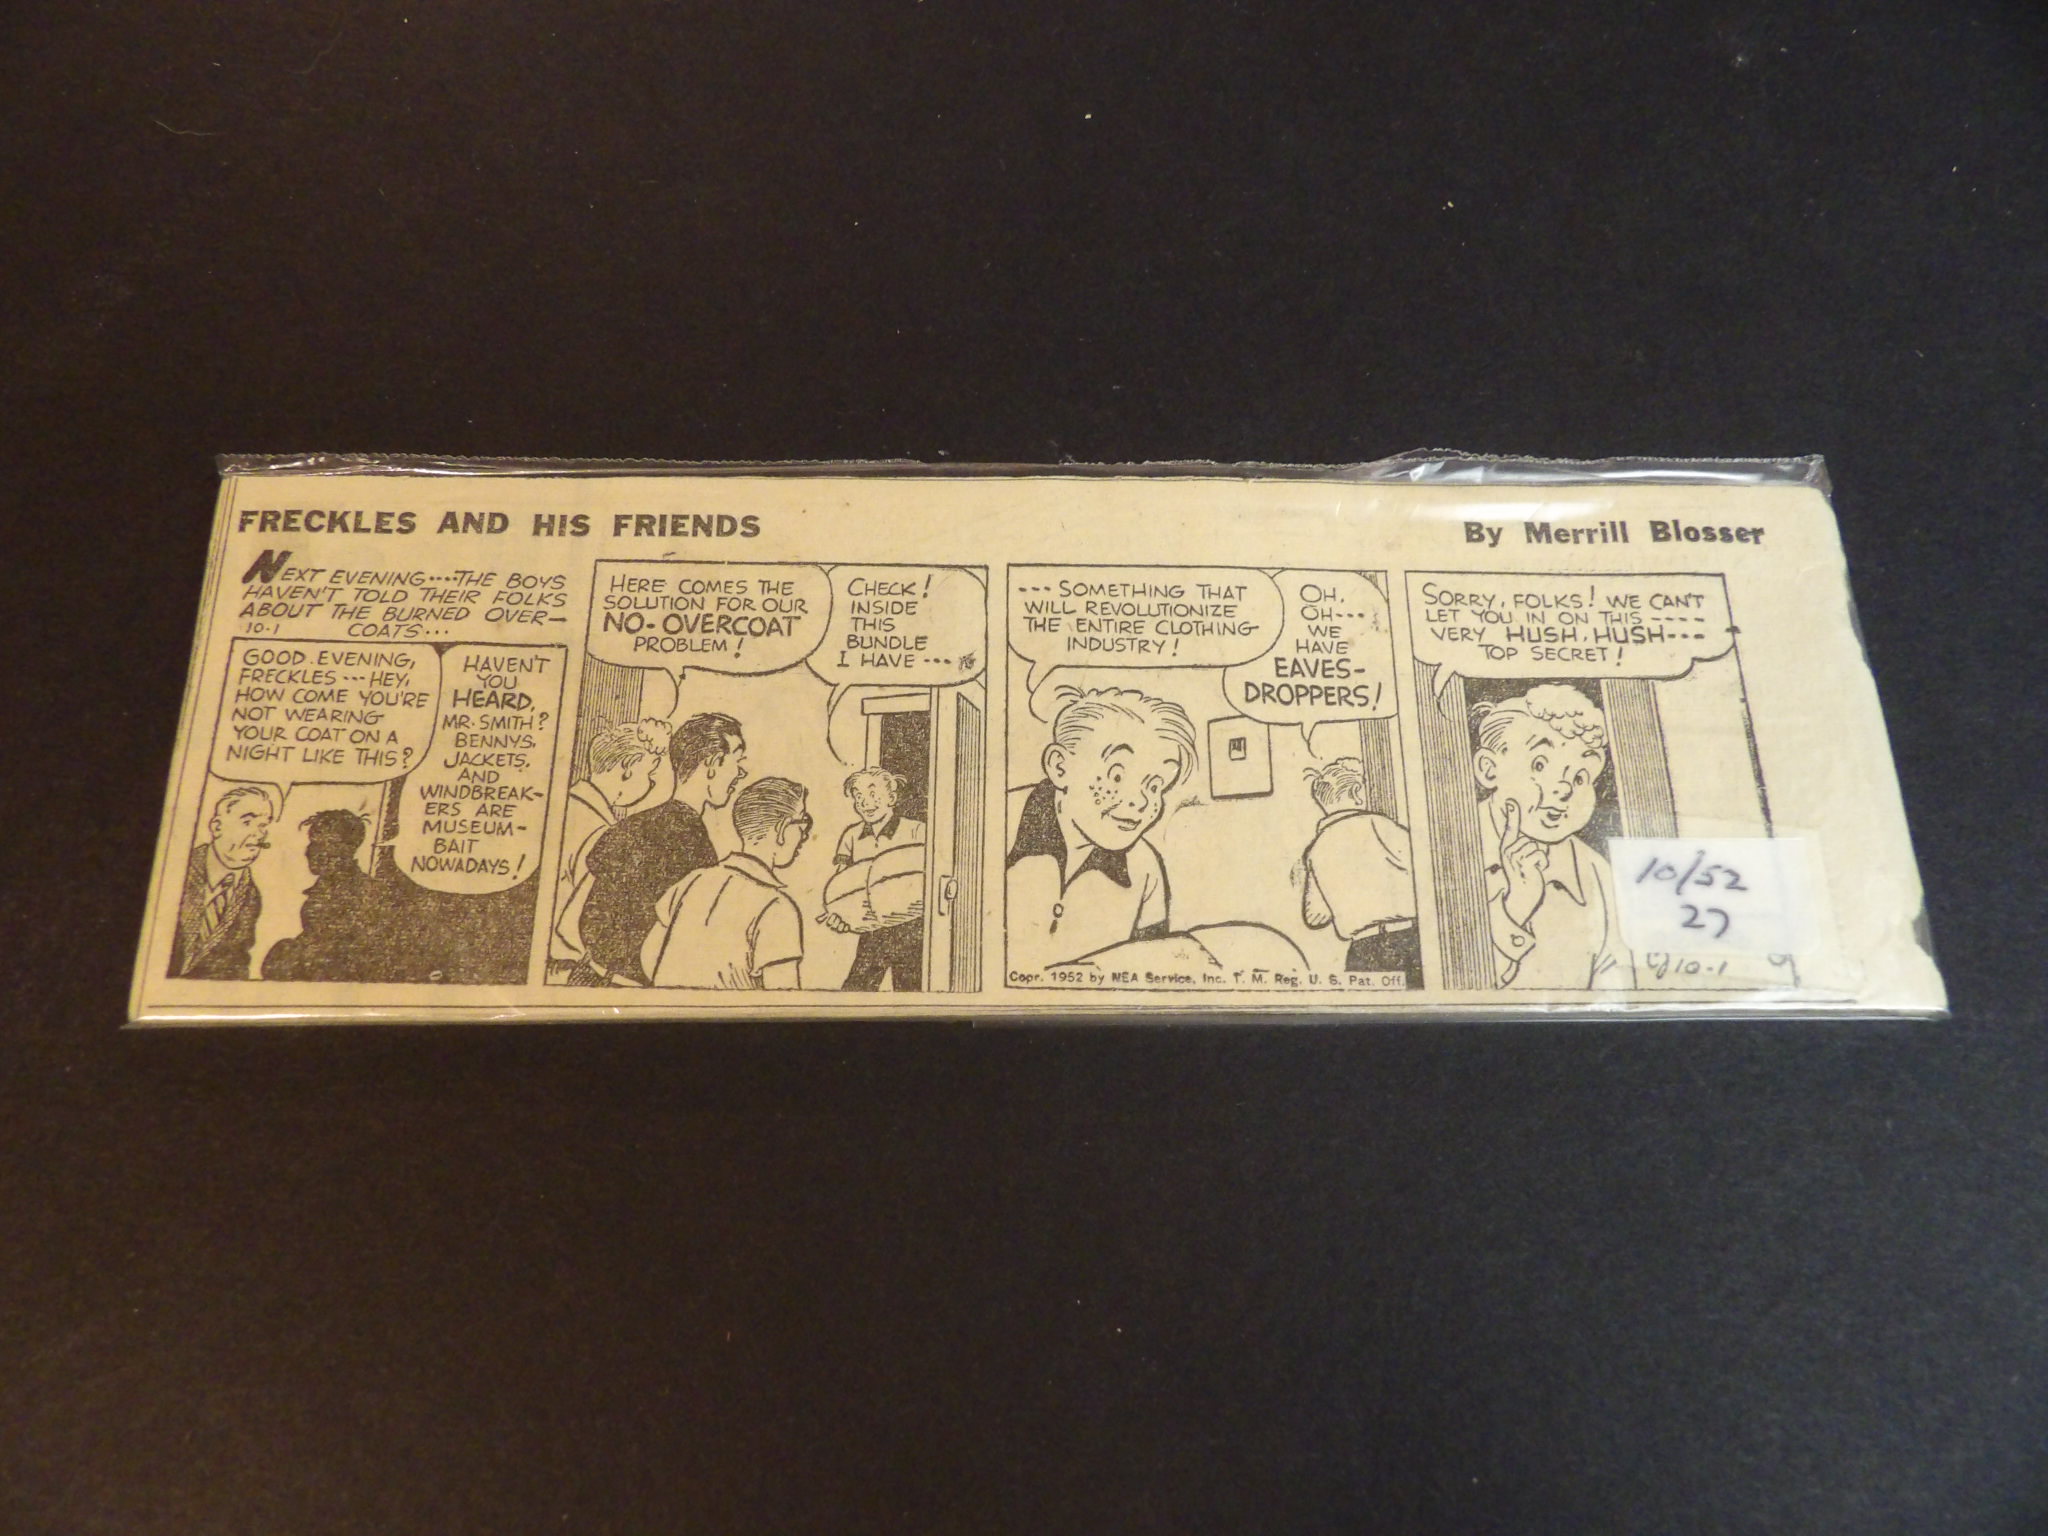 FRECKLES AND HIS FRIENDS
By Merrill Blosser
NEXT EVENING----THE BOYS
HAVEN'T TOLD THEIR FOLKS
ABOUT THE BURNED OVER-
COATS...
10-1
GOOD EVENING,
FRECKLES --- HEY,
HOW COME YOU'RE
NOT WEARING
YOUR COAT ON A
NIGHT LIKE THIS?
HAVEN'T
YOU
HEARD,
MR. SMITH?
BENNYS,
JACKETS,
AND
WINDBREAK-
ERS ARE
MUSEUM-
BAIT
NOWADAYS!
HERE COMES THE
SOLUTION FOR OUR
NO-OVERCOAT
PROBLEM!
CHECK!
INSIDE
THIS
BUNDLE
I HAVE ---
--- SOMETHING THAT
WILL REVOLUTIONIZE
THE ENTIRE CLOTHING
INDUSTRY!
OH,
OH---
WE
HAVE
EAVES-
DROPPERS!
Copr. 1952 by NEA Service, Inc. T. M. Reg. U. S. Pat. Off.
SORRY, FOLKS! WE CAN'T
LET YOU IN ON THIS ----
VERY HUSH, HUSH---
TOP SECRET!
10/52
27
10-1